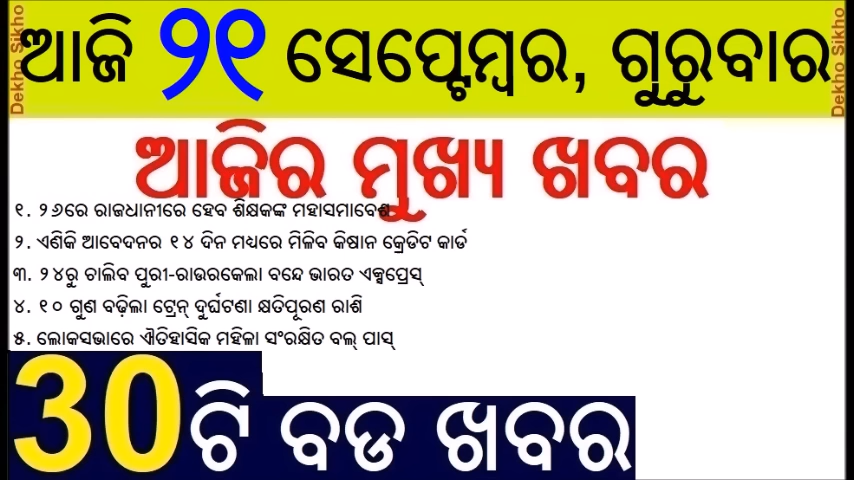 ଆଜି ୨୧ ସେପ୍ଟେମ୍ବର, ଗୁରୁବାର
Dekho Sikho
Dekho Sikho
ଆଜିର ମୁଖ୍ୟ ଖବର
୧. ୨୬ରେ ରାଜଧାନୀରେ ହେବ ଶିକ୍ଷକଙ୍କ ମହାସମାବେଶ
୨. ଏଣିକି ଆବେଦନର ୧୪ ଦିନ ମଧ୍ୟରେ ମିଳିବ କିଷାନ କ୍ରେଡିଟ କାର୍ଡ
୩. ୨୪ରୁ ଚାଲିବ ପୁରୀ-ରାଉରକେଲା ବନ୍ଦେ ଭାରତ ଏକ୍ସପ୍ରେସ୍
୪. ୧୦ ଗୁଣ ବଢ଼ିଲା ଟ୍ରେନ୍ ଦୁର୍ଘଟଣା କ୍ଷତିପୂରଣ ରାଶି
୫. ଲୋକସଭାରେ ଐତିହାସିକ ମହିଳା ସଂରକ୍ଷିତ ବିଲ୍ ପାସ୍
30ଟି ବଡ ଖବର